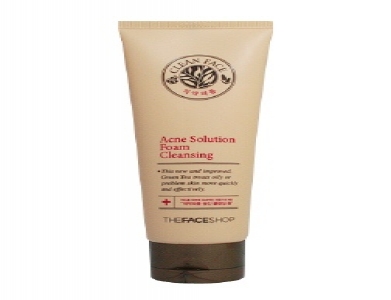 CLEAN FACE
Acne Solution
Foam
Cleansing
This new and improved
Green Tea treats oily or
problem skin more quickly
and effectively.
THEFACESHOP